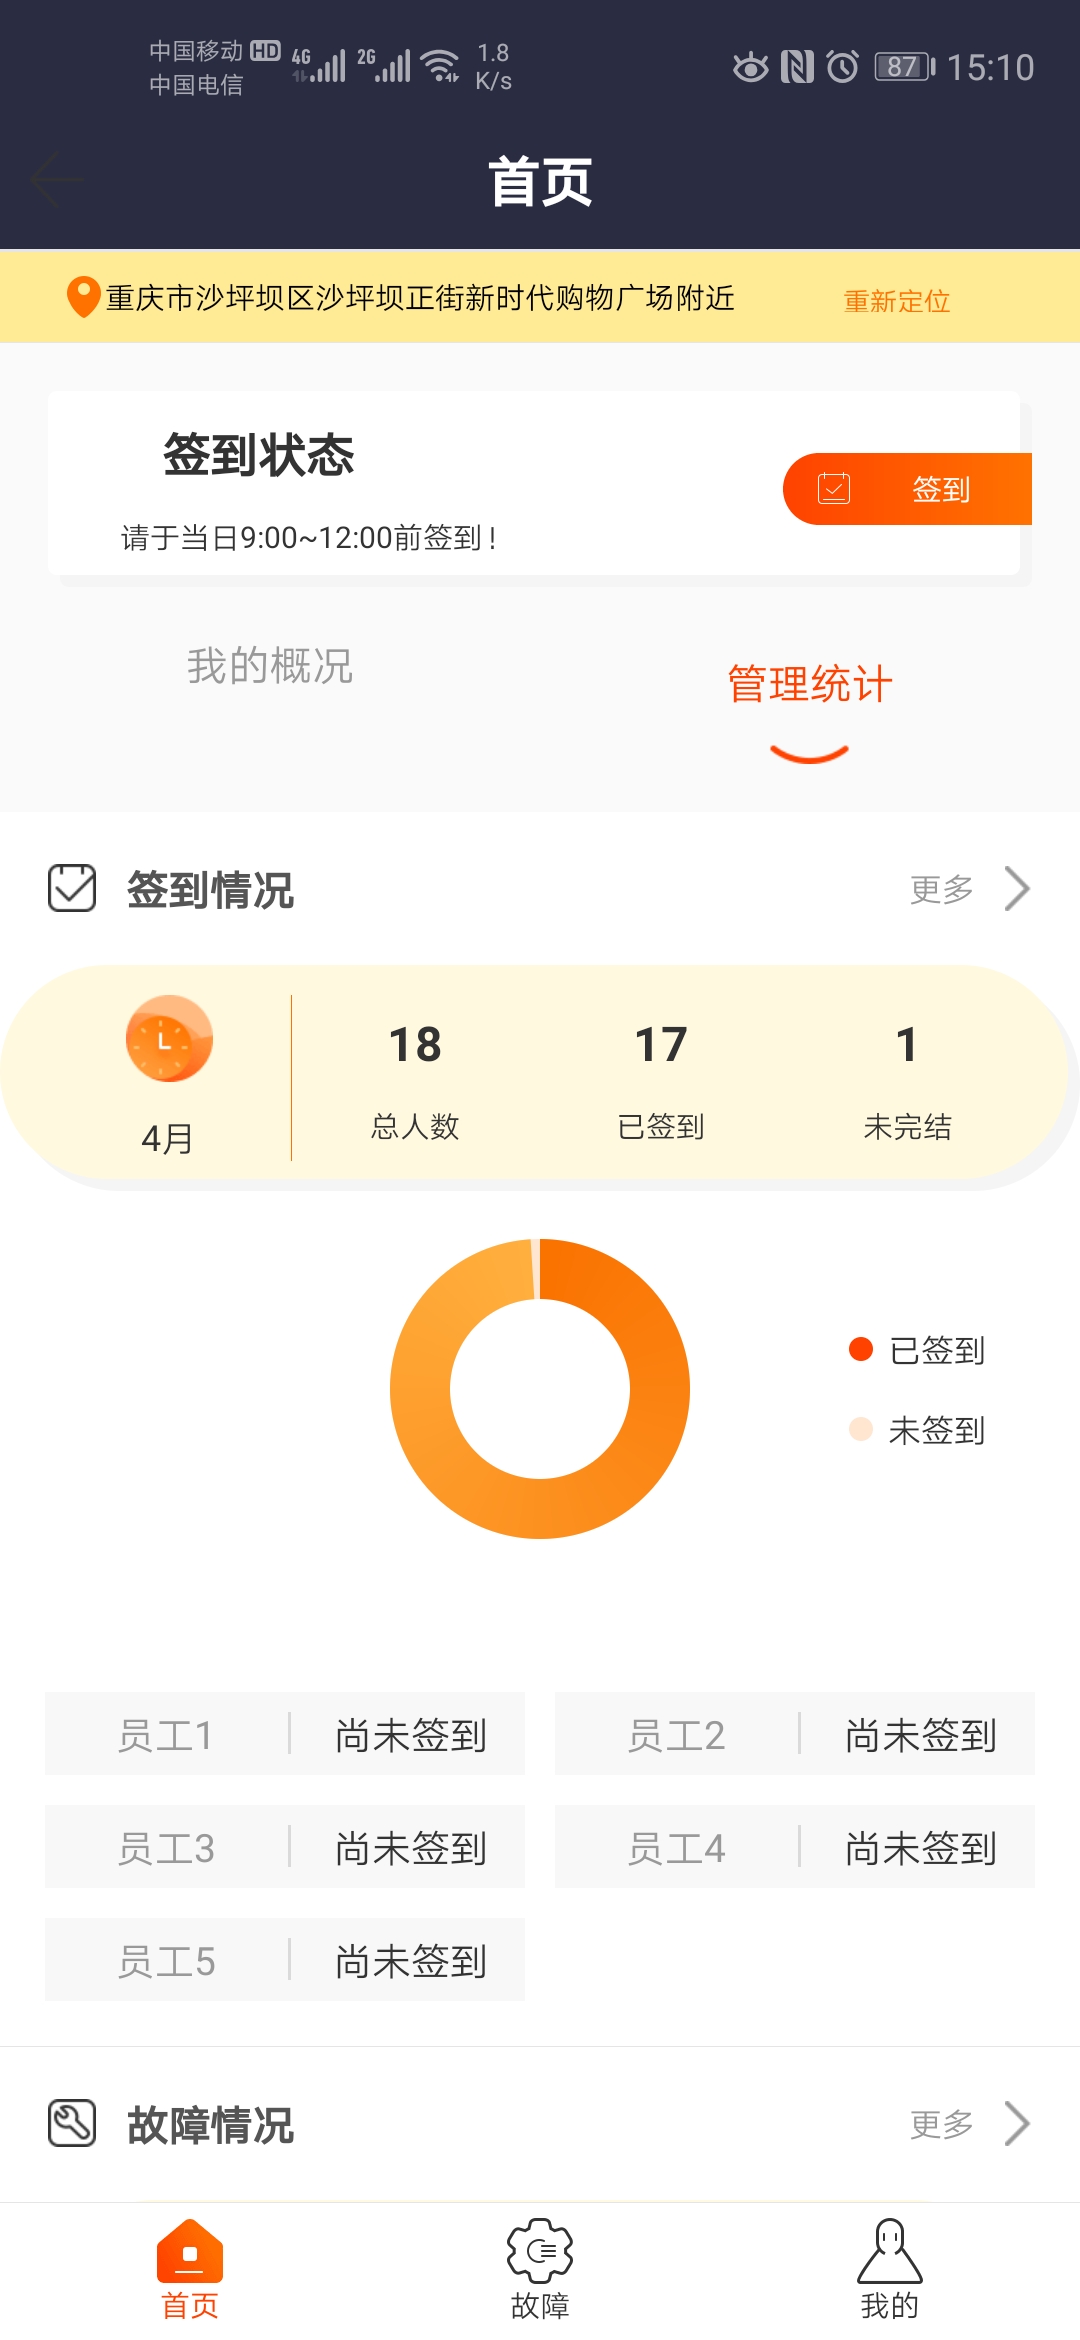 中国移动 HD 4G 2G 1.8 K/s 87 15:10
中国电信
首页
重庆市沙坪坝区沙坪坝正街新时代购物广场附近 重新定位
签到状态
签到
请于当日9:00~12:00前签到!
我的概况 管理统计
签到情况 更多
18 17 1
4月 总人数 已签到 未完结
已签到
未签到
员工1 尚未签到 员工2 尚未签到
员工3 尚未签到 员工4 尚未签到
员工5 尚未签到
故障情况 更多
首页 故障 我的